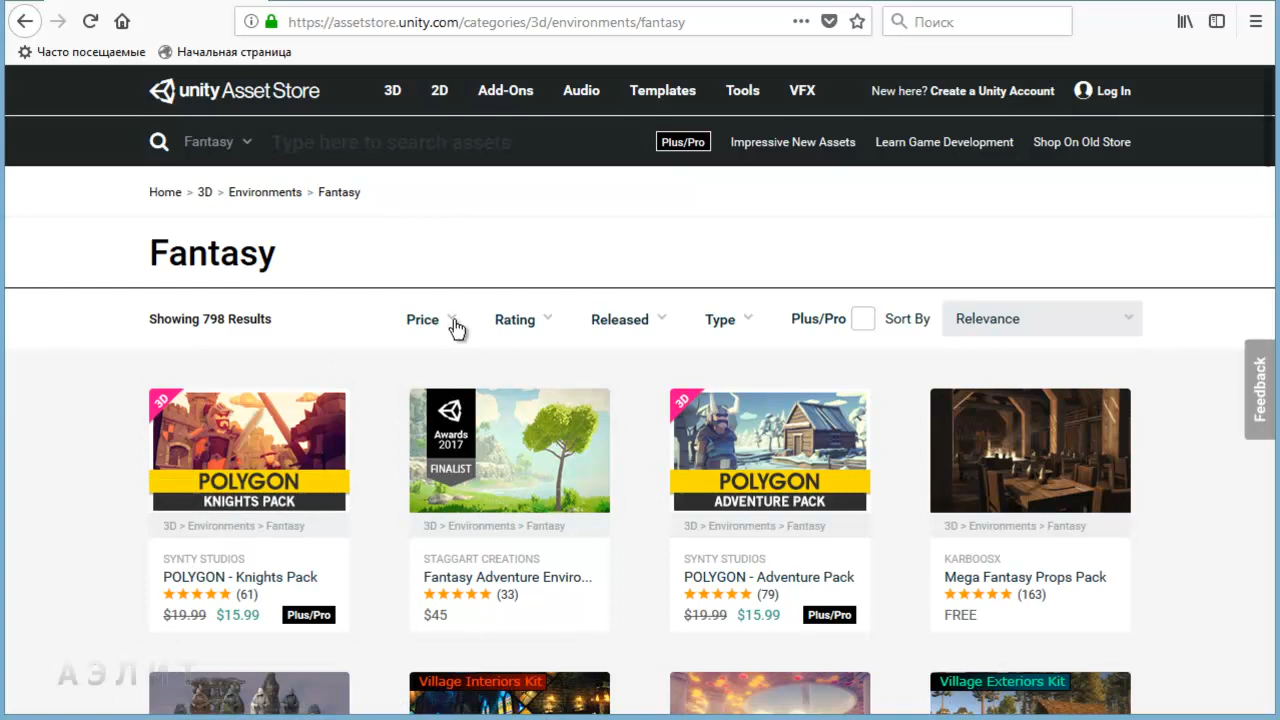 https://assetstore.unity.com/categories/3d/environments/fantasy
Поиск
Часто посещаемые Начальная страница
unity Asset Store 3D 2D Add-Ons Audio Templates Tools VFX New here? Create a Unity Account Log In
Fantasy Type here to search assets Plus/Pro Impressive New Assets Learn Game Development Shop On Old Store
Home > 3D > Environments > Fantasy
Fantasy
Showing 798 Results Price Rating Released Type Plus/Pro Sort By Relevance
Feedback
3D
POLYGON
KNIGHTS PACK
3D > Environments > Fantasy
SYNTY STUDIOS
POLYGON - Knights Pack
(61)
$19.99 $15.99 Plus/Pro
Awards
2017
FINALIST
3D > Environments > Fantasy
STAGGART CREATIONS
Fantasy Adventure Enviro...
(33)
$45
3D
POLYGON
ADVENTURE PACK
3D > Environments > Fantasy
SYNTY STUDIOS
POLYGON - Adventure Pack
(79)
$19.99 $15.99 Plus/Pro
3D > Environments > Fantasy
KARBOOSX
Mega Fantasy Props Pack
(163)
FREE
АЭЛИТ
Village Interiors Kit
Village Exteriors Kit